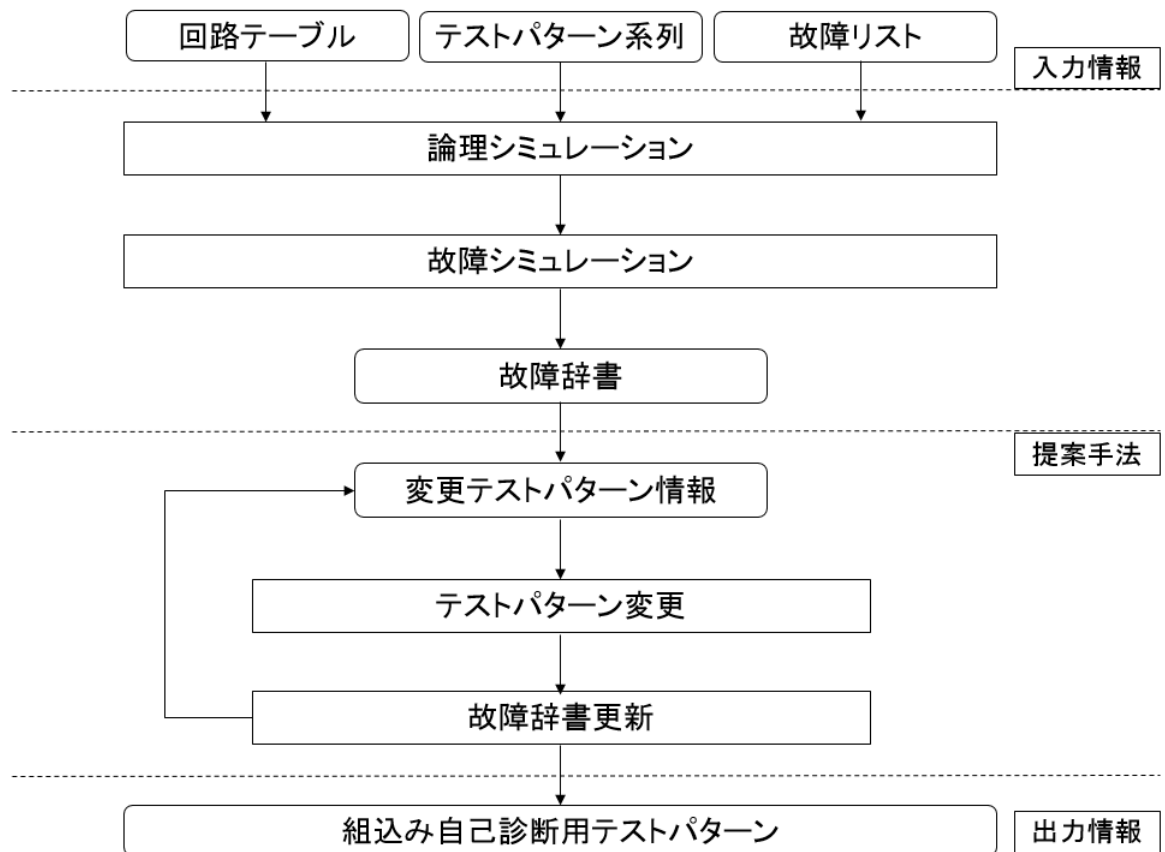 回路テーブル
テストパターン系列
故障リスト
入力情報
論理シミュレーション
故障シミュレーション
故障辞書
提案手法
変更テストパターン情報
テストパターン変更
故障辞書更新
組込み自己診断用テストパターン
出力情報